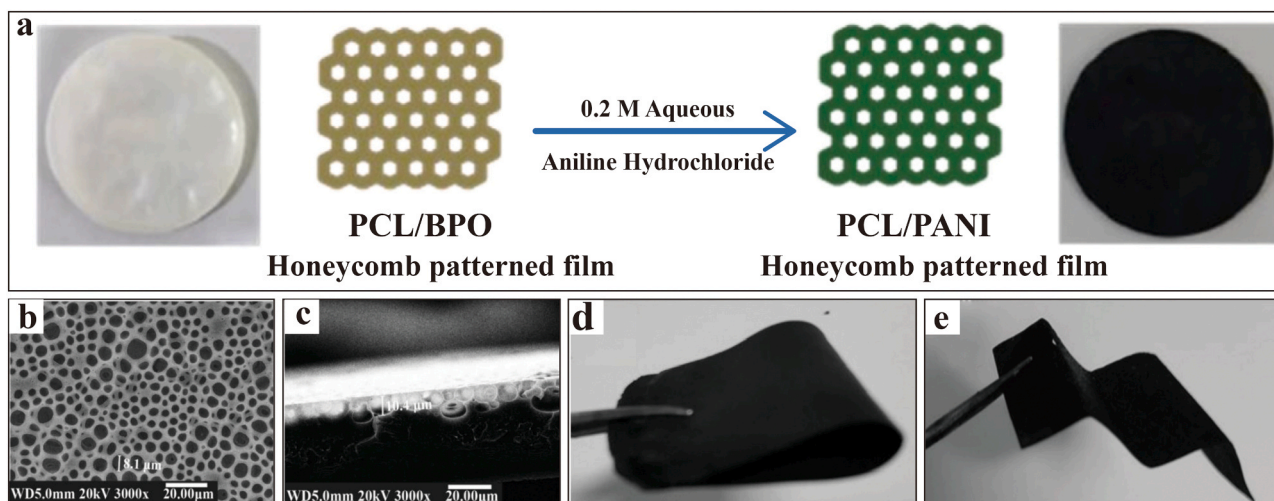 a
0.2 M Aqueous
Aniline Hydrochloride
PCL/BPO
Honeycomb patterned film
PCL/PANI
Honeycomb patterned film
b
8.1 µm
WD5.0mm 20kV 3000x 20.00µm
c
10.4 µm
WD5.0mm 20kV 3000x 20.00µm
d
e